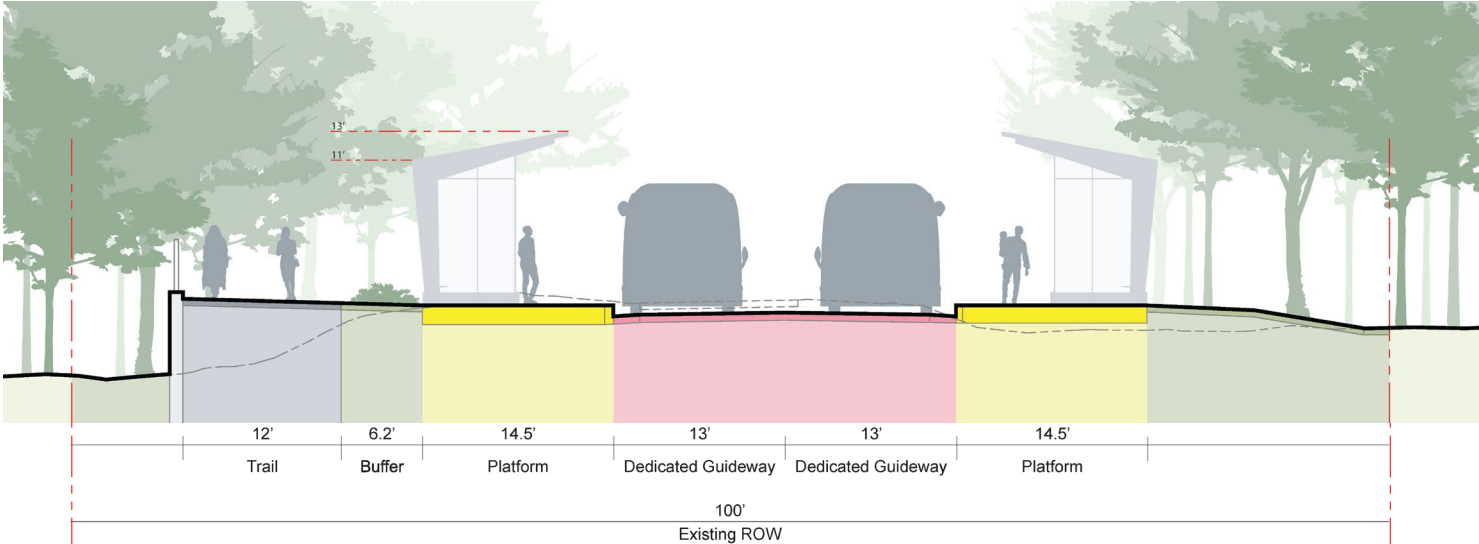 13'
11'
12' 6.2' 14.5' 13' 13' 14.5'
Trail Buffer Platform Dedicated Guideway Dedicated Guideway Platform
100'
Existing ROW